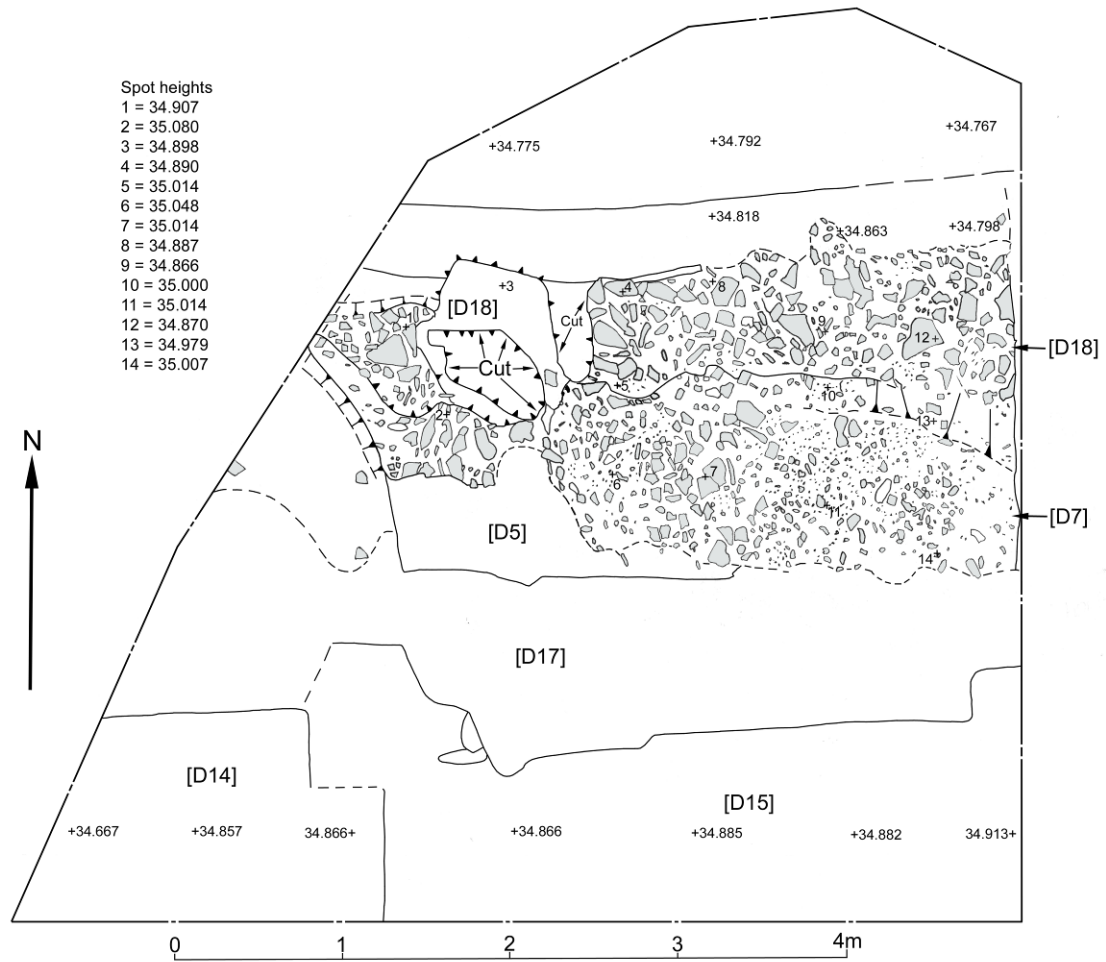 Spot heights
1 = 34.907
2 = 35.080
3 = 34.898
4 = 34.890
5 = 35.014
6 = 35.048
7 = 35.014
8 = 34.887
9 = 34.866
10 = 35.000
11 = 35.014
12 = 34.870
13 = 34.979
14 = 35.007
+34.775 +34.792 +34.767
+34.818 +34.863 +34.798
+3 4+ +8
[D18] 1+ Cut 9+ 12+ [D18]
Cut +5 10+
N 2+ 13+
6+ 7+ 11+ [D7]
[D5] 14+
[D17]
[D14] [D15]
+34.667 +34.857 34.866+ +34.866 +34.885 +34.882 34.913+
0 1 2 3 4m